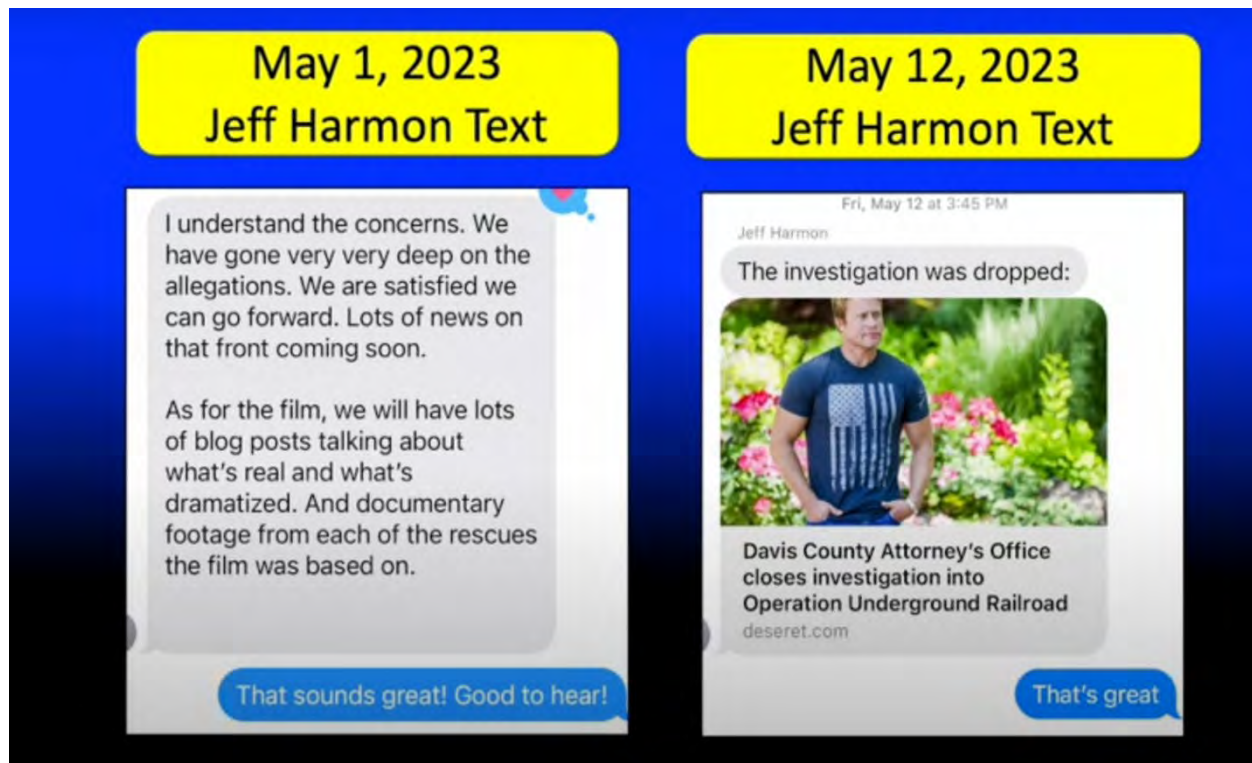 May 1, 2023
Jeff Harmon Text
I understand the concerns. We
have gone very very deep on the
allegations. We are satisfied we
can go forward. Lots of news on
that front coming soon.
As for the film, we will have lots
of blog posts talking about
what's real and what's
dramatized. And documentary
footage from each of the rescues
the film was based on.
That sounds great! Good to hear!
May 12, 2023
Jeff Harmon Text
Fri, May 12 at 3:45 PM
Jeff Harmon
The investigation was dropped:
Davis County Attorney's Office
closes investigation into
Operation Underground Railroad
deseret.com
That's great